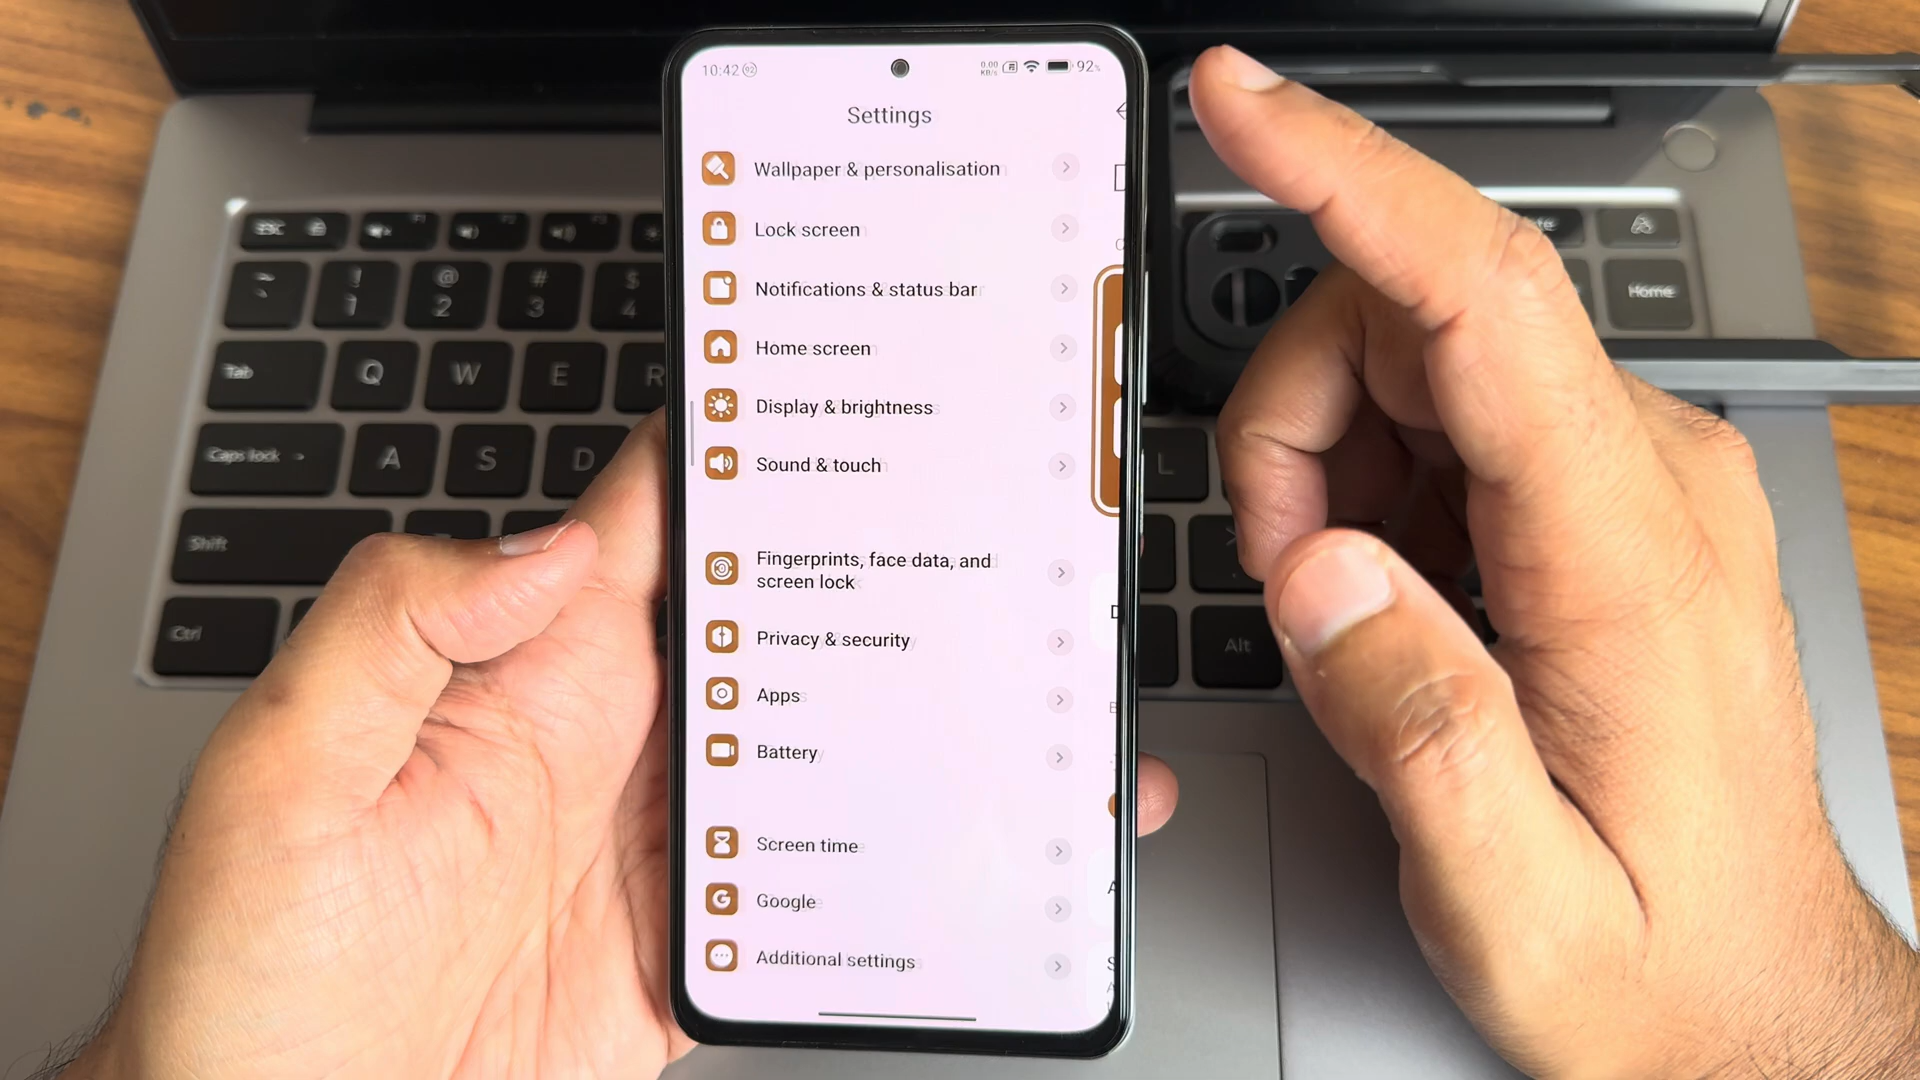 10:42 92
0.00
KB/s
92%
Settings
Wallpaper & personalisation
Lock screen
Notifications & status bar
Home screen
Display & brightness
Sound & touch
Fingerprints, face data, and
screen lock
Privacy & security
Apps
Battery
Screen time
Google
Additional settings
esc
! @ # $
1 2 3 4
Home
Tab Q W E R
Caps lock A S D L
Shift
Ctrl Alt